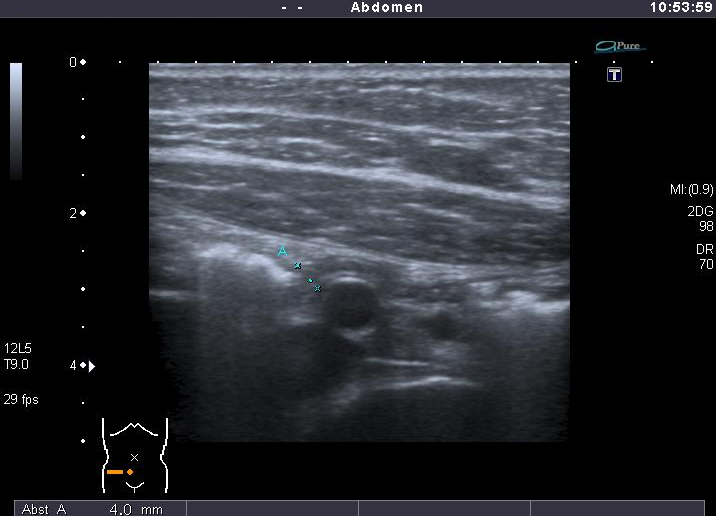 - - Abdomen 10:53:59
aPure
T
0
2
4
A
MI:(0.9)
2DG
98
DR
70
12L5
T9.0
29 fps
Abst A 4.0 mm